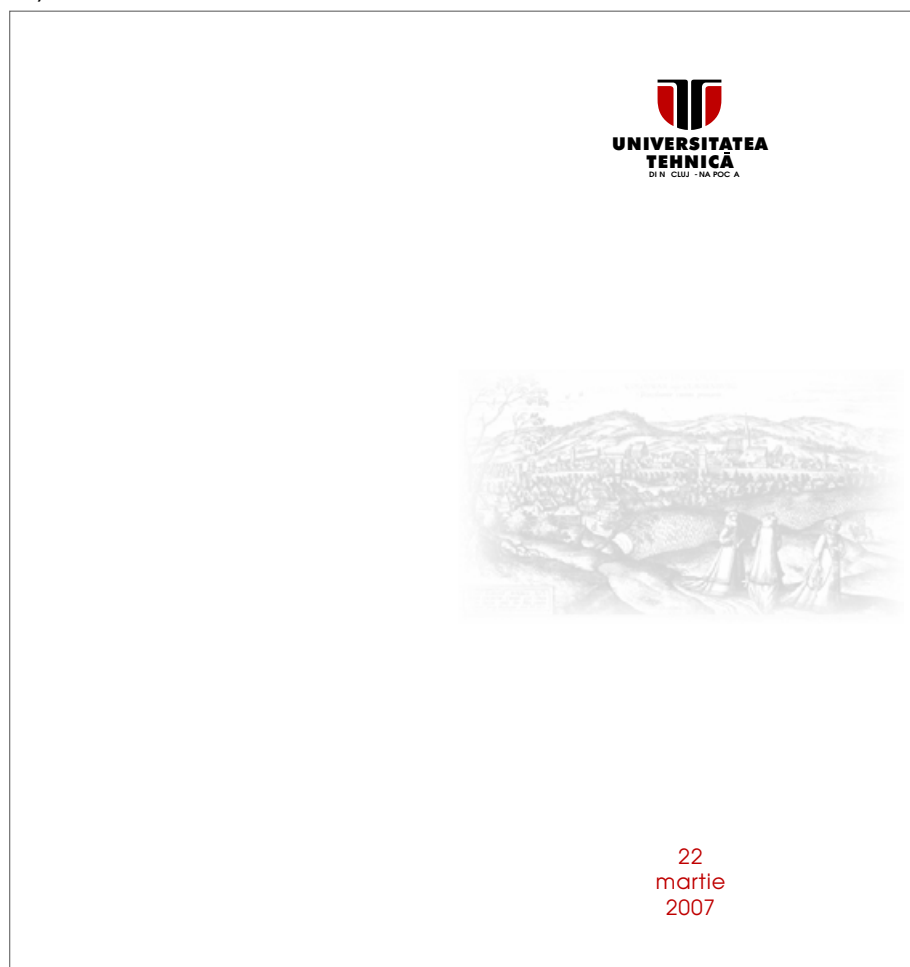 UNIVERSITATEA
TEHNICĂ
DIN CLUJ - NAPOCA
22
martie
2007